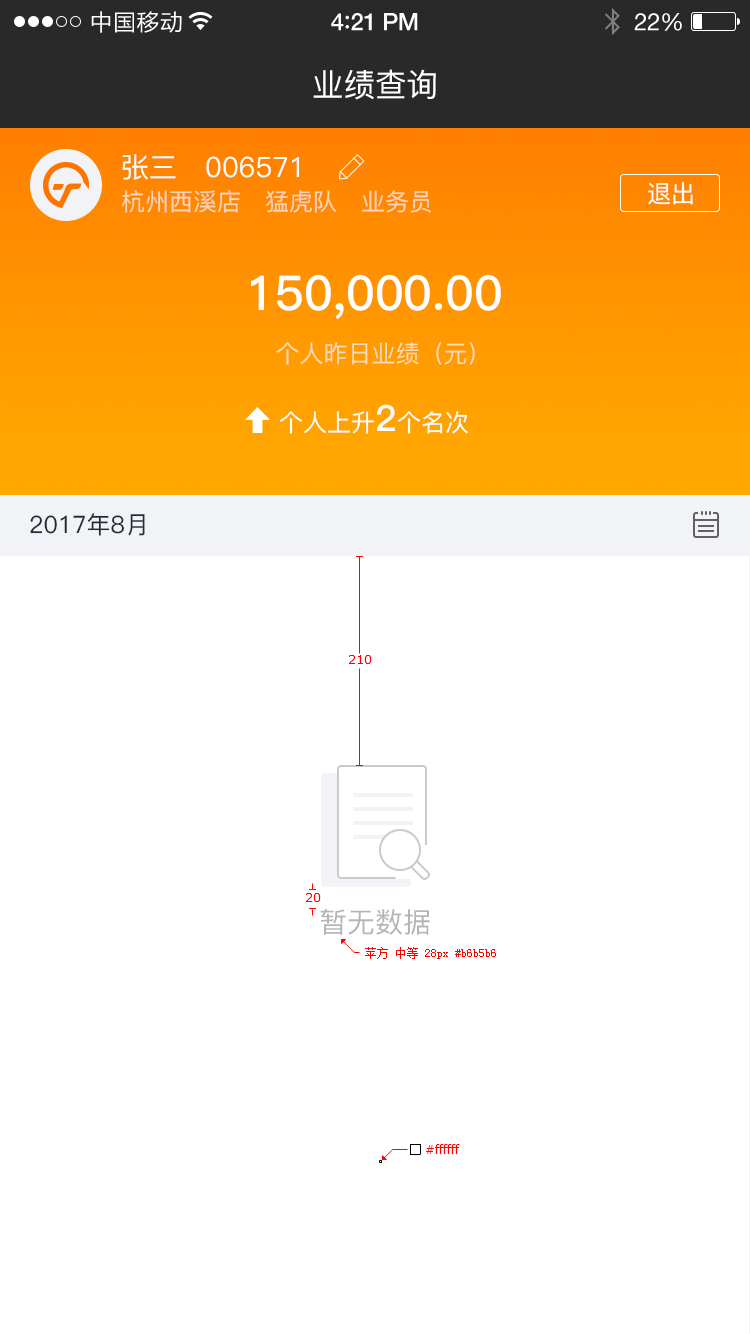 中国移动 4:21 PM 22%
业绩查询
张三 006571
杭州西溪店 猛虎队 业务员
退出
150,000.00
个人昨日业绩（元）
个人上升2个名次
2017年8月
210
20
暂无数据
苹方 中等 28px #b6b5b6
#ffffff